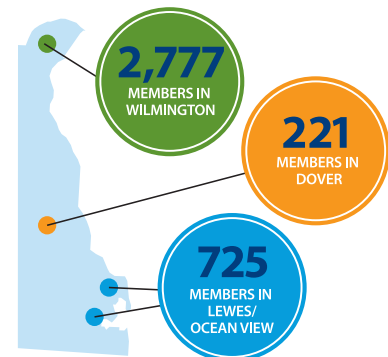 2,777
MEMBERS IN
WILMINGTON
221
MEMBERS IN
DOVER
725
MEMBERS IN
LEWES/
OCEAN VIEW